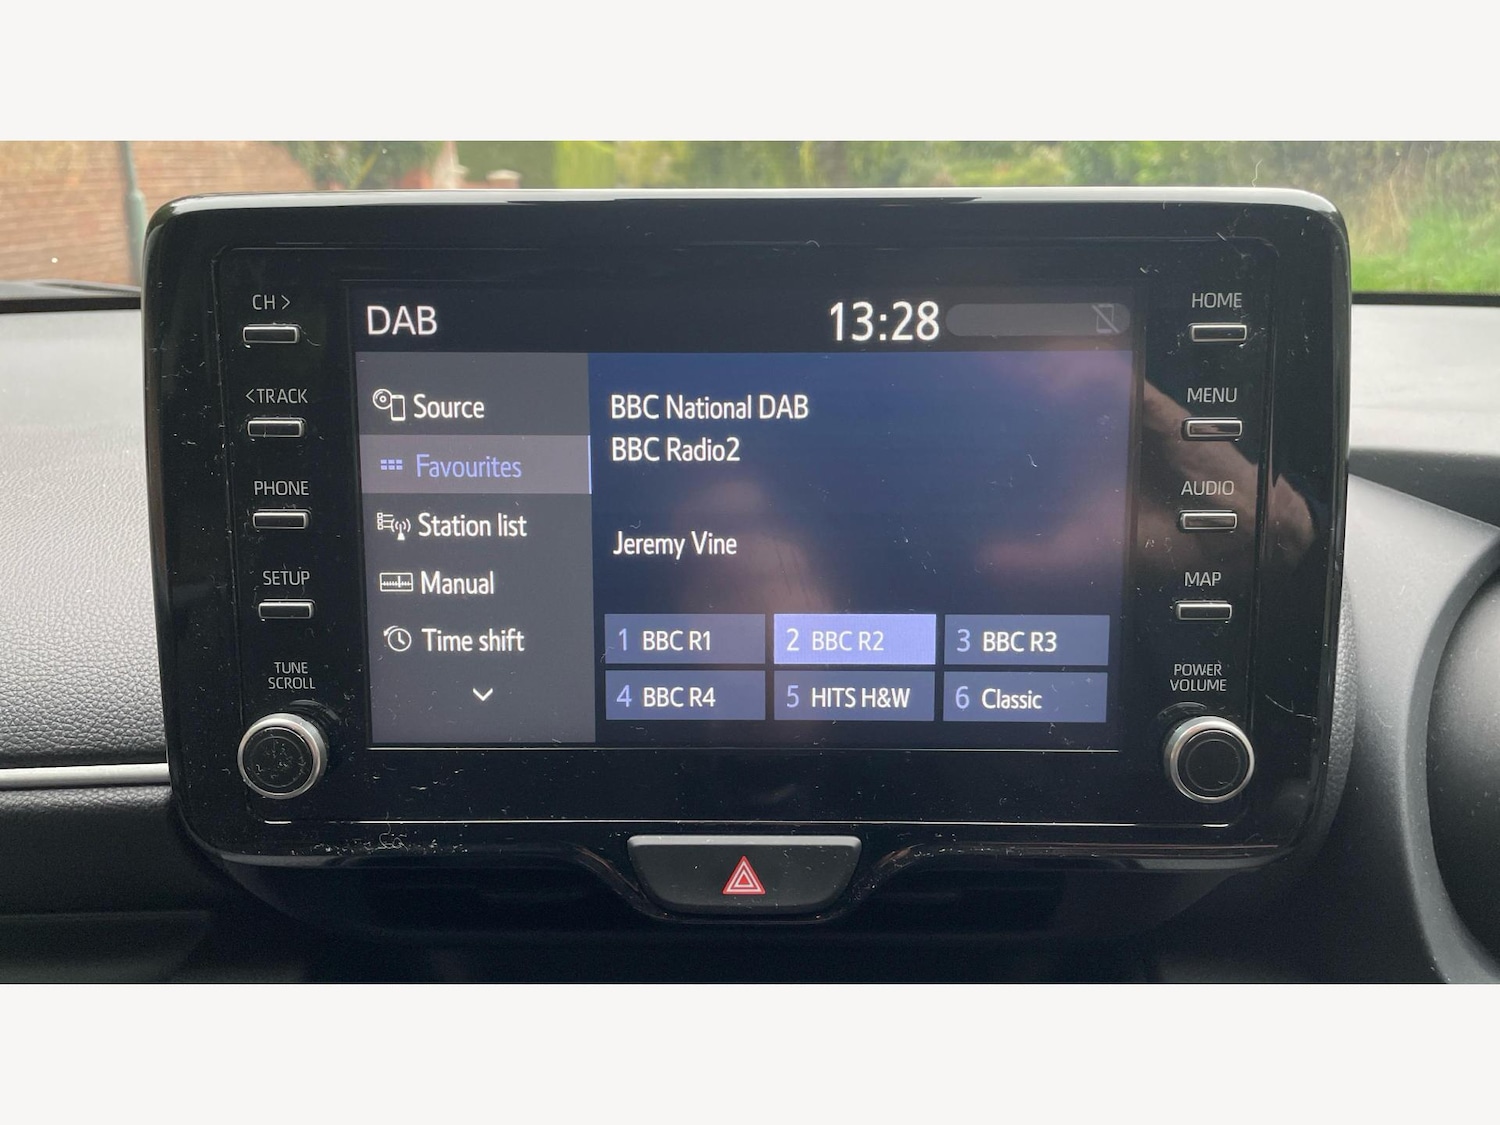 CH >
<TRACK
PHONE
SETUP
TUNE
SCROLL
DAB
13:28
Source
Favourites
Station list
Manual
Time shift
BBC National DAB
BBC Radio2
Jeremy Vine
1 BBC R1
2 BBC R2
3 BBC R3
4 BBC R4
5 HITS H&W
6 Classic
HOME
MENU
AUDIO
MAP
POWER
VOLUME